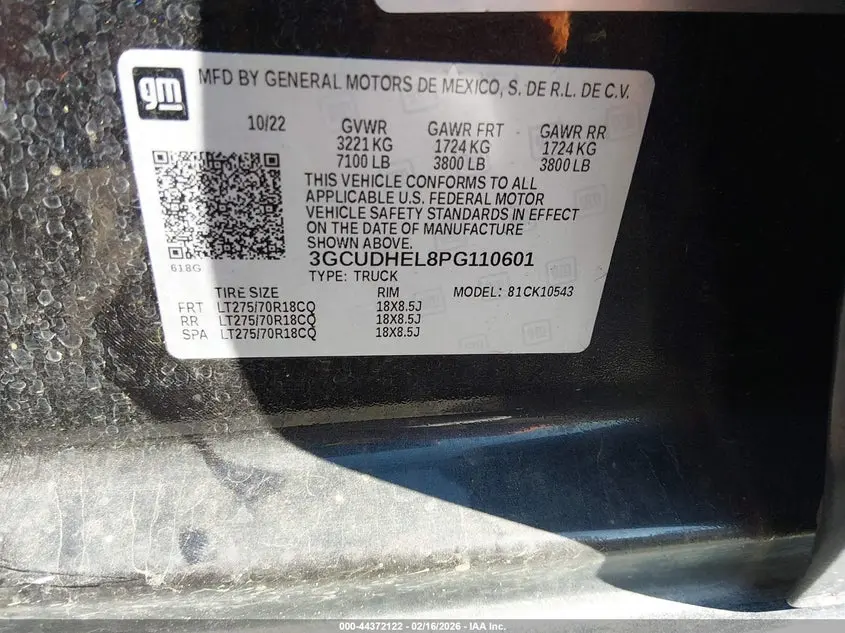 gm
MFD BY GENERAL MOTORS DE MEXICO, S. DE R.L. DE C.V.
10/22 GVWR GAWR FRT GAWR RR
3221 KG 1724 KG 1724 KG
7100 LB 3800 LB 3800 LB
THIS VEHICLE CONFORMS TO ALL
APPLICABLE U.S. FEDERAL MOTOR
VEHICLE SAFETY STANDARDS IN EFFECT
ON THE DATE OF MANUFACTURE
SHOWN ABOVE.
618G
3GCUDHEL8PG110601
TYPE: TRUCK
TIRE SIZE RIM MODEL: 81CK10543
FRT LT275/70R18CQ 18X8.5J
RR LT275/70R18CQ 18X8.5J
SPA LT275/70R18CQ 18X8.5J
000-44372122 - 02/16/2026 - IAA Inc.